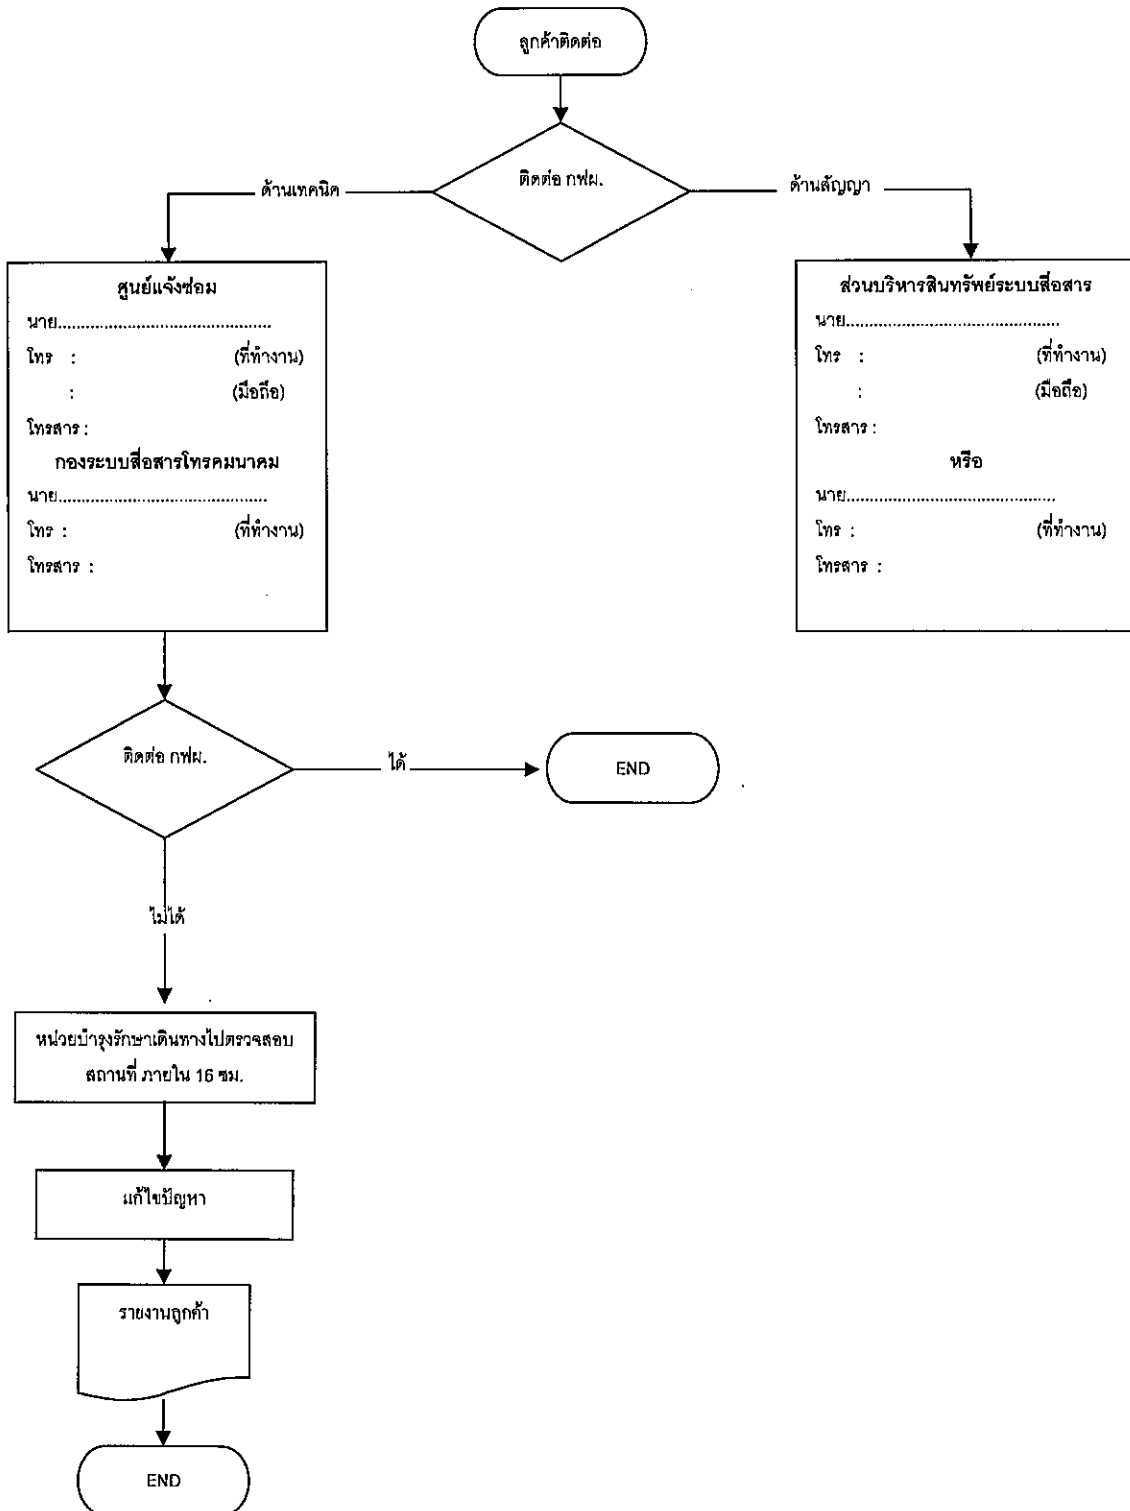 ลูกค้าติดต่อ
ติดต่อ กฟผ.
ด้านเทคนิค
ด้านสัญญา
ศูนย์แจ้งซ่อม
นาย..............................................
โทร : (ที่ทำงาน)
: (มือถือ)
โทรสาร :
กองระบบสื่อสารโทรคมนาคม
นาย.............................................
โทร : (ที่ทำงาน)
โทรสาร :
ส่วนบริหารสินทรัพย์ระบบสื่อสาร
นาย..............................................
โทร : (ที่ทำงาน)
: (มือถือ)
โทรสาร :
หรือ
นาย.............................................
โทร : (ที่ทำงาน)
โทรสาร :
ติดต่อ กฟผ.
ได้
END
ไม่ได้
หน่วยบำรุงรักษาเดินทางไปตรวจสอบ
สถานที่ ภายใน 16 ซม.
แก้ไขปัญหา
รายงานลูกค้า
END